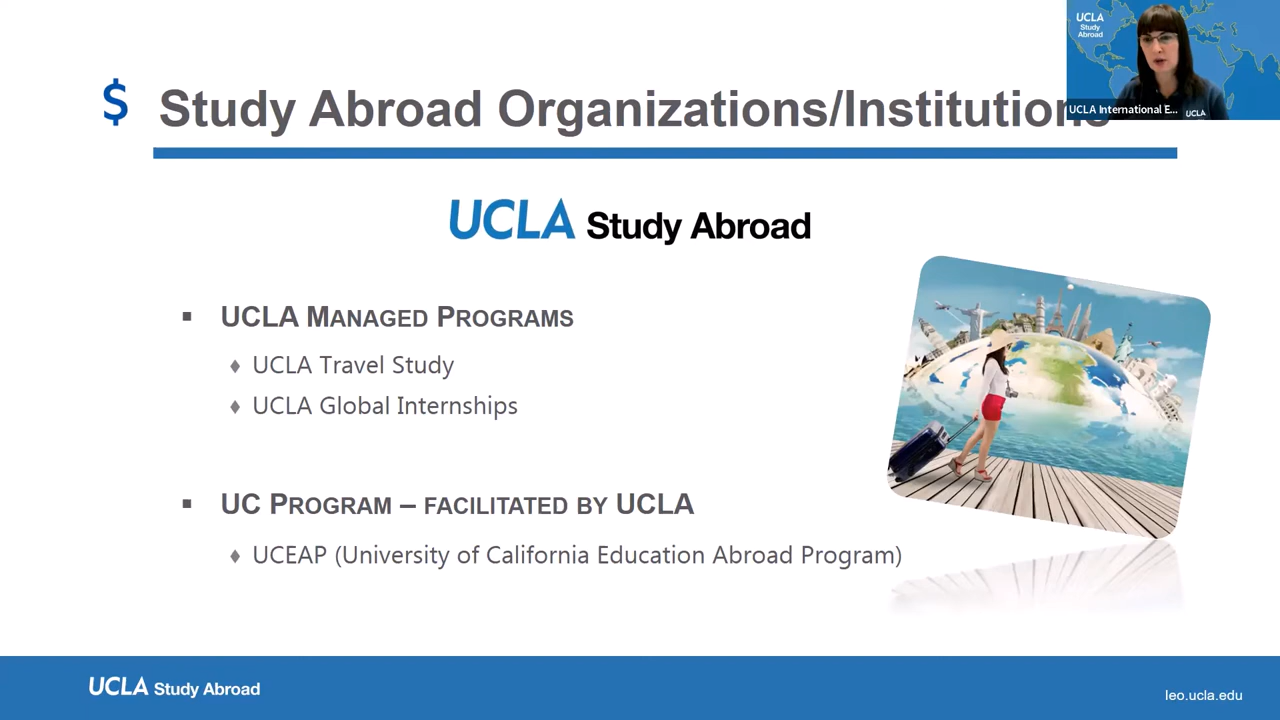 $ Study Abroad Organizations/Institutions
UCLA
Study
Abroad
UCLA International E...
UCLA
UCLA Study Abroad
▪ UCLA MANAGED PROGRAMS
♦ UCLA Travel Study
♦ UCLA Global Internships
▪ UC PROGRAM – FACILITATED BY UCLA
♦ UCEAP (University of California Education Abroad Program)
UCLA Study Abroad
leo.ucla.edu